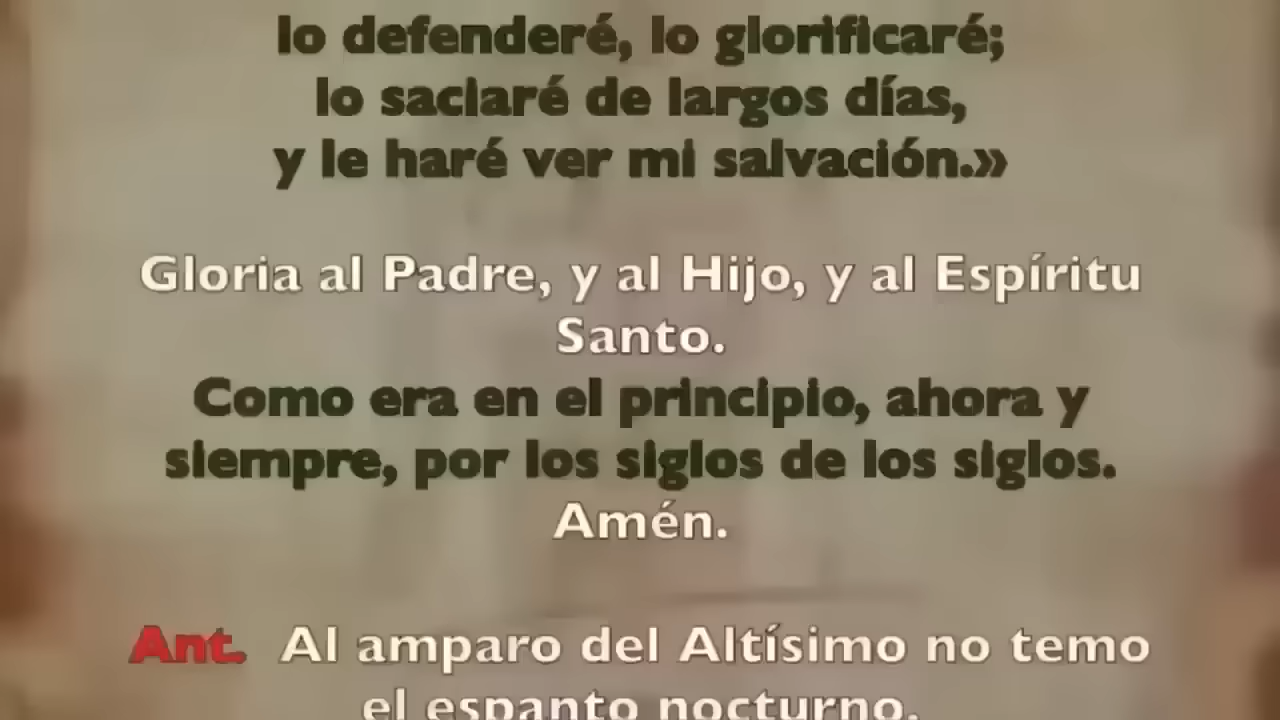 lo defenderé, lo glorificaré;
lo saciaré de largos días,
y le haré ver mi salvación.»
Gloria al Padre, y al Hijo, y al Espíritu
Santo.
Como era en el principio, ahora y
siempre, por los siglos de los siglos.
Amén.
Ant. Al amparo del Altísimo no temo
el espanto nocturno.